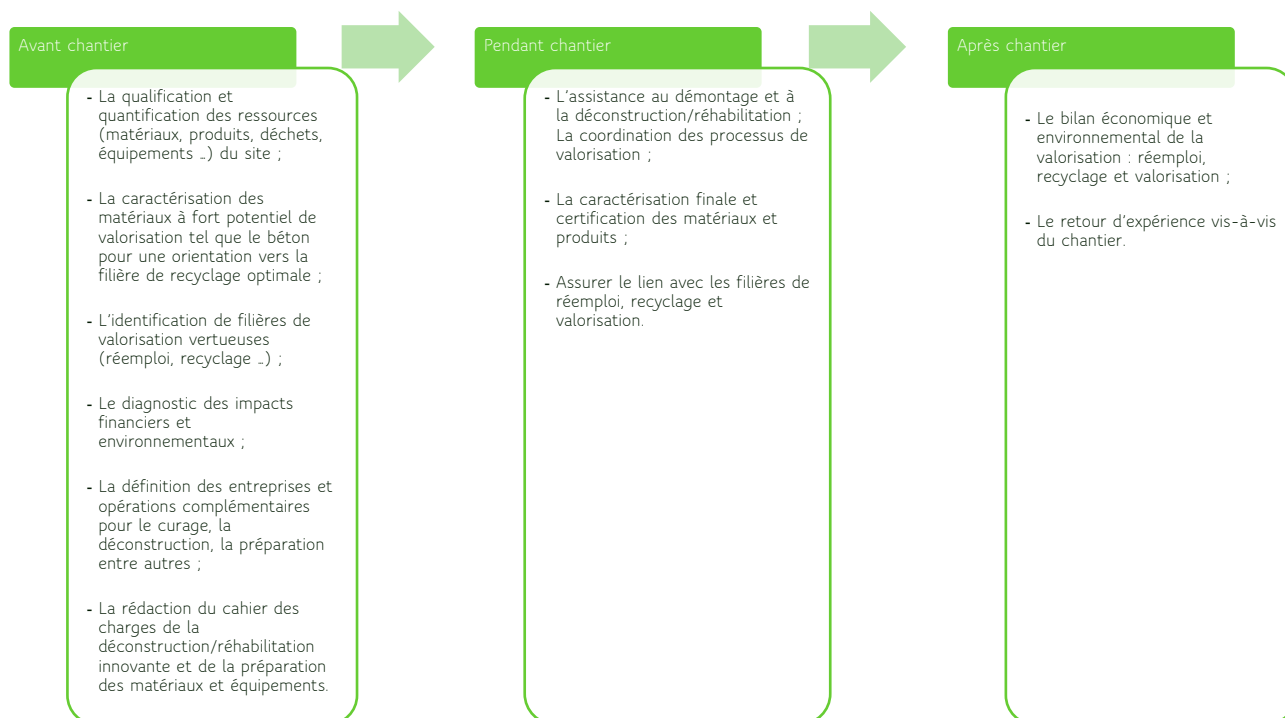 Avant chantier
- La qualification et
quantification des ressources
(matériaux, produits, déchets,
équipements …) du site ;
- La caractérisation des
matériaux à fort potentiel de
valorisation tel que le béton
pour une orientation vers la
filière de recyclage optimale ;
- L'identification de filières de
valorisation vertueuses
(réemploi, recyclage …) ;
- Le diagnostic des impacts
financiers et
environnementaux ;
- La définition des entreprises et
opérations complémentaires
pour le curage, la
déconstruction, la préparation
entre autres ;
- La rédaction du cahier des
charges de la
déconstruction/réhabilitation
innovante et de la préparation
des matériaux et équipements.
Pendant chantier
- L'assistance au démontage et à
la déconstruction/réhabilitation ;
La coordination des processus de
valorisation ;
- La caractérisation finale et
certification des matériaux et
produits ;
- Assurer le lien avec les filières de
réemploi, recyclage et
valorisation.
Après chantier
- Le bilan économique et
environnemental de la
valorisation : réemploi,
recyclage et valorisation ;
- Le retour d'expérience vis-à-vis
du chantier.